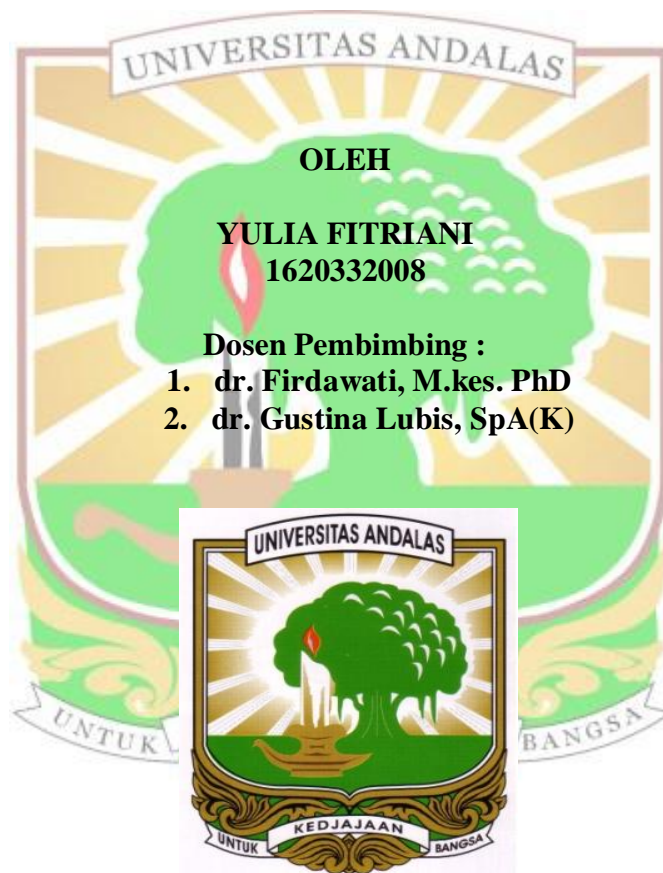 UNIVERSITAS ANDALAS
OLEH
YULIA FITRIANI
1620332008
Dosen Pembimbing :
1. dr. Firdawati, M.kes. PhD
2. dr. Gustina Lubis, SpA(K)
UNIVERSITAS ANDALAS
UNTUK BANGSA
KEDJAJAAN
UNTUK BANGSA